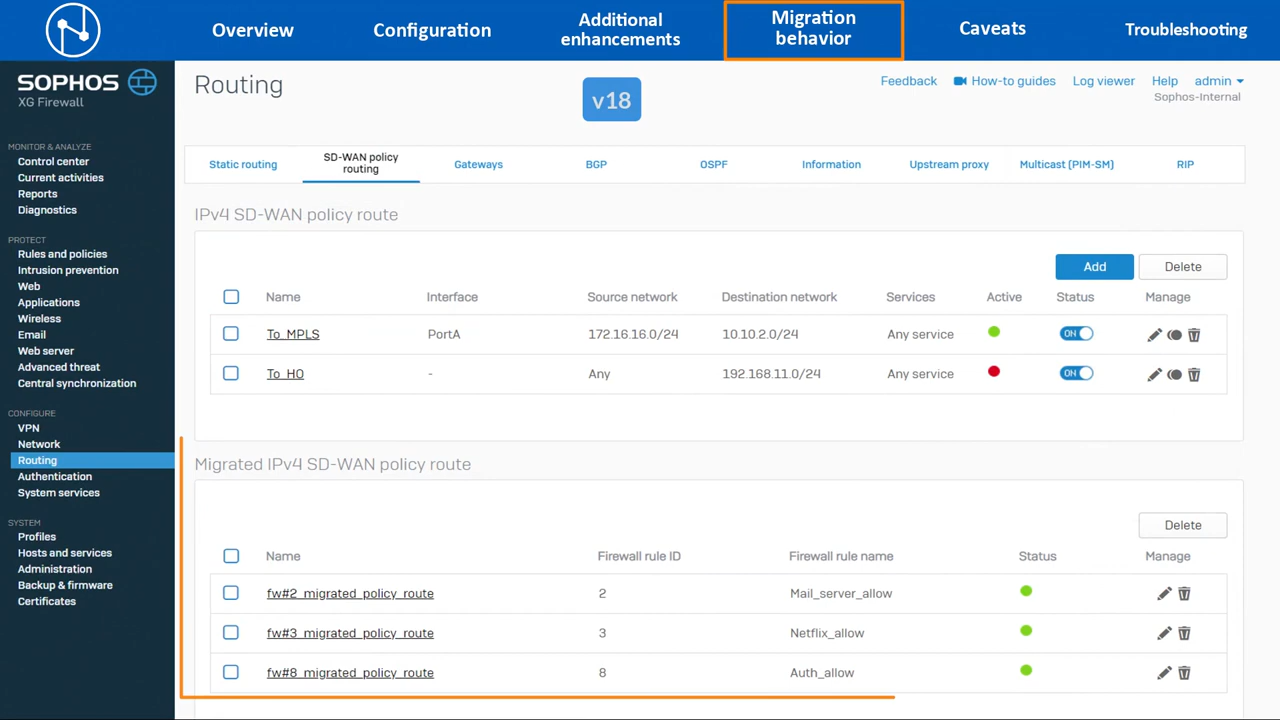 Overview
Configuration
Additional
enhancements
Migration
behavior
Caveats
Troubleshooting
SOPHOS
XG Firewall
MONITOR & ANALYZE
Control center
Current activities
Reports
Diagnostics
PROTECT
Rules and policies
Intrusion prevention
Web
Applications
Wireless
Email
Web server
Advanced threat
Central synchronization
CONFIGURE
VPN
Network
Routing
Authentication
System services
SYSTEM
Profiles
Hosts and services
Administration
Backup & firmware
Certificates
Routing
v18
Feedback How-to guides Log viewer Help admin
Sophos-Internal
Static routing
SD-WAN policy
routing
Gateways
BGP
OSPF
Information
Upstream proxy
Multicast (PIM-SM)
RIP
IPv4 SD-WAN policy route
Add Delete
Name Interface Source network Destination network Services Active Status Manage
To_MPLS PortA 172.16.16.0/24 10.10.2.0/24 Any service ON
To_HO - Any 192.168.11.0/24 Any service ON
Migrated IPv4 SD-WAN policy route
Delete
Name Firewall rule ID Firewall rule name Status Manage
fw#2_migrated_policy_route 2 Mail_server_allow
fw#3_migrated_policy_route 3 Netflix_allow
fw#8_migrated_policy_route 8 Auth_allow